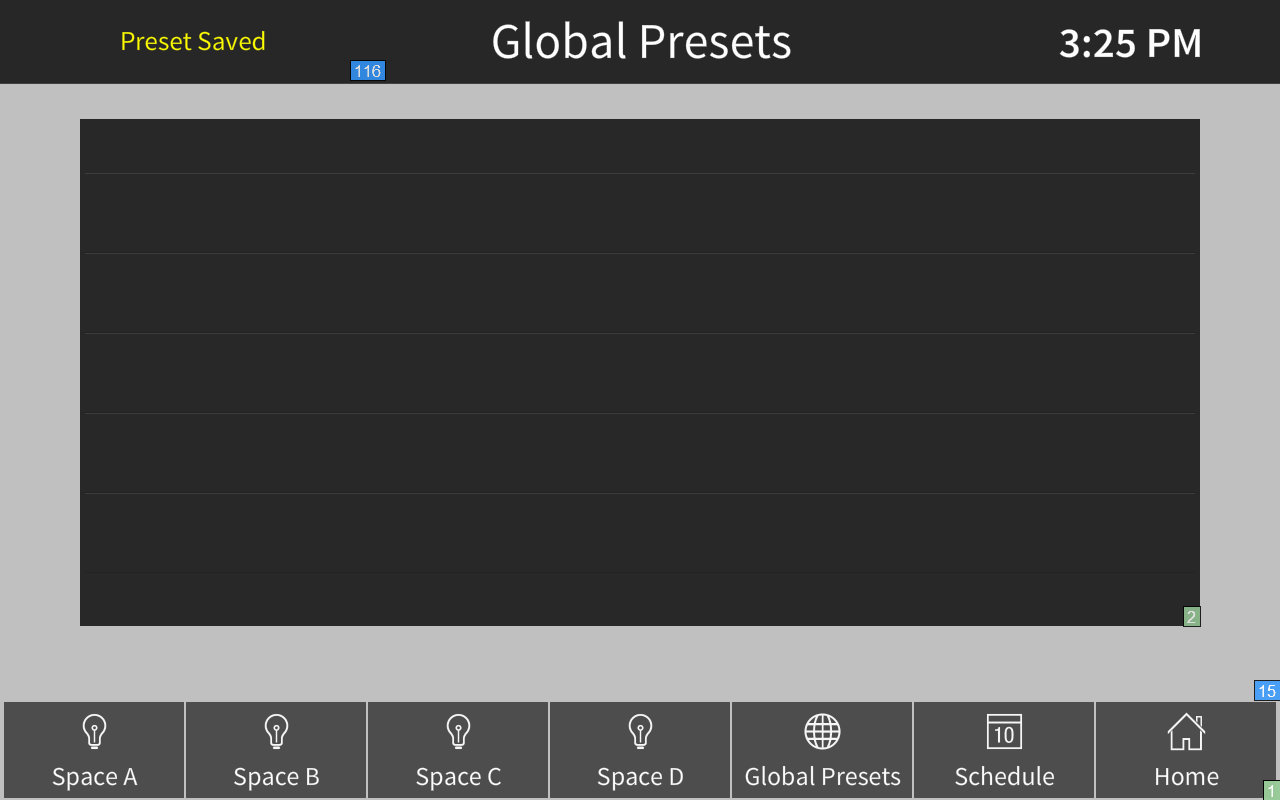 Preset Saved
Global Presets
3:25 PM
116
2
15
10
Space A
Space B
Space C
Space D
Global Presets
Schedule
Home
1